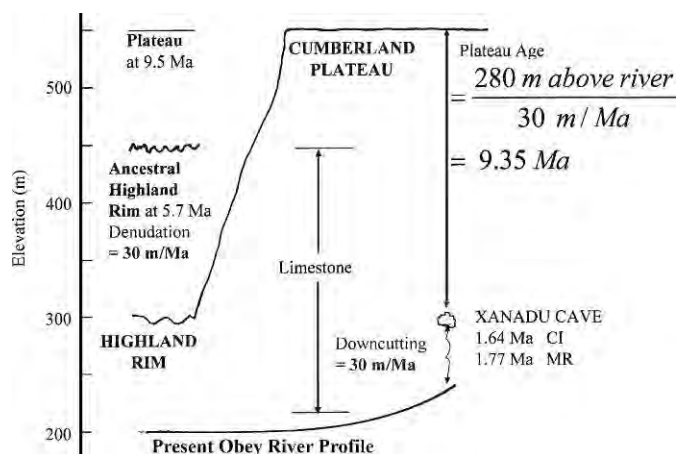 Plateau
at 9.5 Ma
CUMBERLAND
PLATEAU
Plateau Age
= 280 m above river
30 m/Ma
= 9.35 Ma
500
400
300
200
Elevation (m)
Ancestral
Highland
Rim at 5.7 Ma
Denudation
= 30 m/Ma
Limestone
HIGHLAND
RIM
Downcutting
= 30 m/Ma
XANADU CAVE
1.64 Ma CI
1.77 Ma MR
Present Obey River Profile